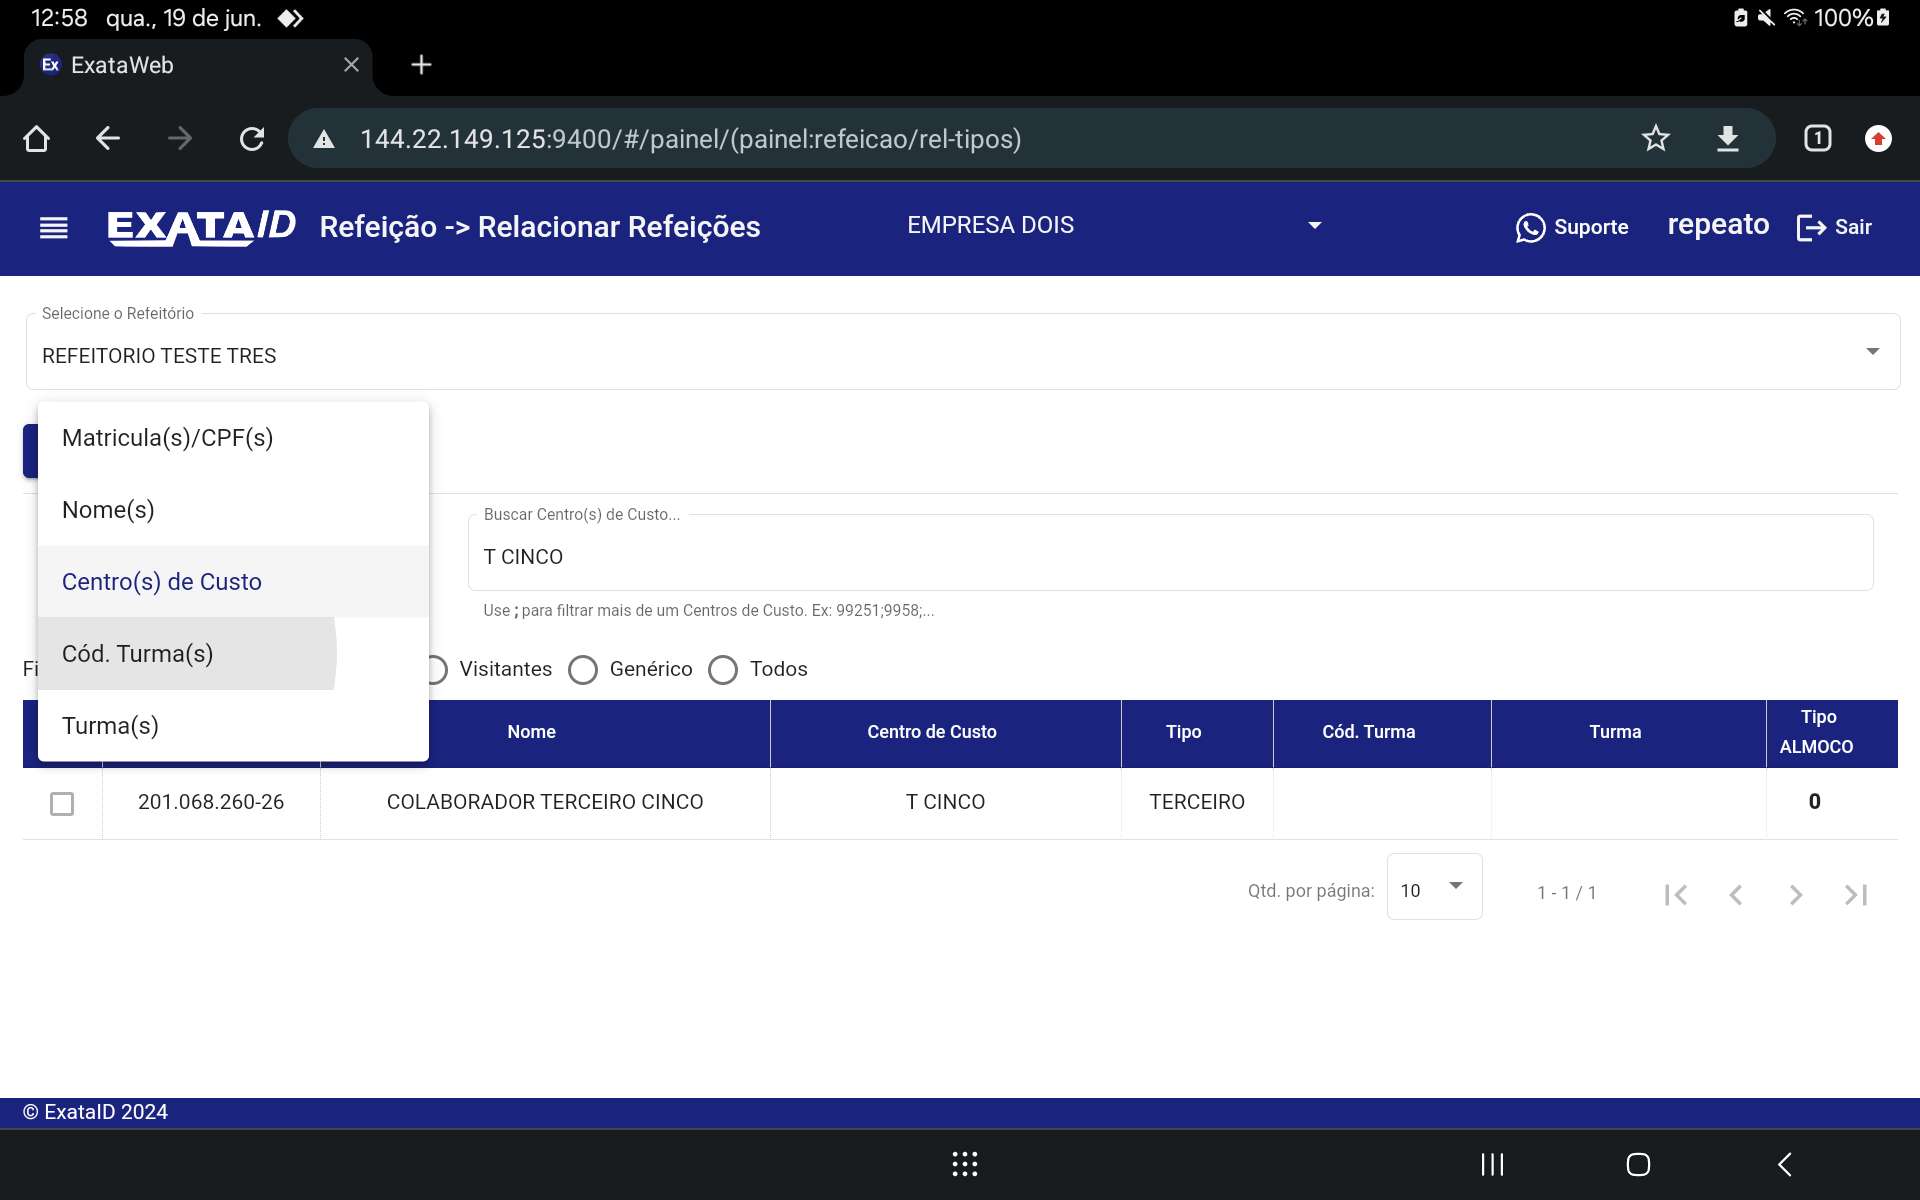 12:58 qua., 19 de jun.
100%
Ex ExataWeb
144.22.149.125:9400/#/painel/(painel:refeicao/rel-tipos)
1
EXATAID Refeição -> Relacionar Refeições EMPRESA DOIS Suporte repeato Sair
Selecione o Refeitório
REFEITORIO TESTE TRES
Matricula(s)/CPF(s)
Nome(s)
Centro(s) de Custo
Cód. Turma(s)
Turma(s)
Buscar Centro(s) de Custo...
T CINCO
Use ; para filtrar mais de um Centros de Custo. Ex: 99251;9958;...
Fi Visitantes Genérico Todos
Nome Centro de Custo Tipo Cód. Turma Turma Tipo ALMOCO
201.068.260-26 COLABORADOR TERCEIRO CINCO T CINCO TERCEIRO 0
Qtd. por página: 10 1 - 1 / 1
© ExataID 2024